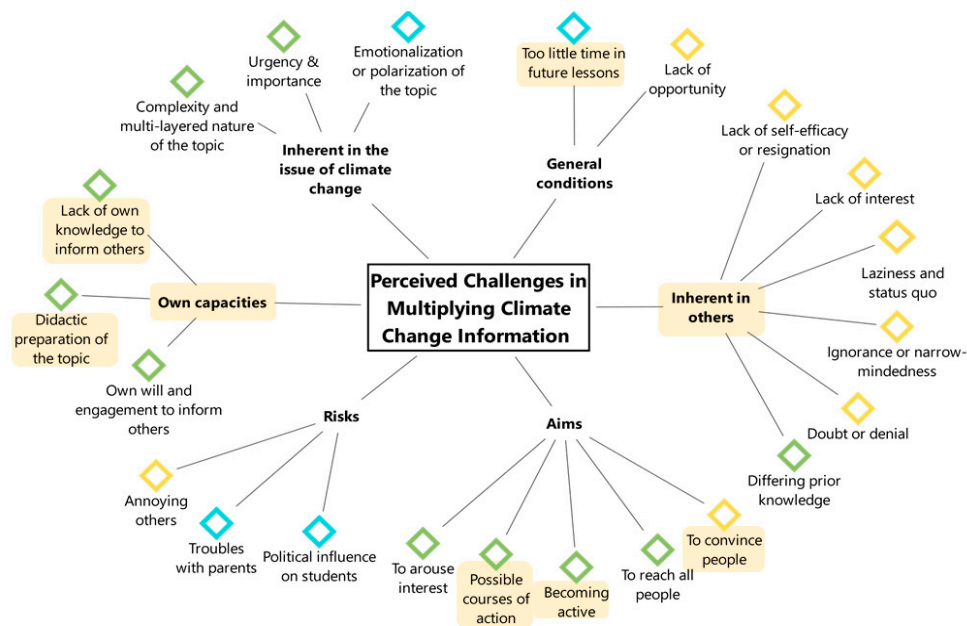 Urgency &
importance
Emotionalization
or polarization of
the topic
Too little time in
future lessons
Lack of
opportunity
Complexity and
multi-layered nature
of the topic
Inherent in the
issue of climate
change
General
conditions
Lack of self-efficacy
or resignation
Lack of interest
Lack of own
knowledge to
inform others
Own capacities
Perceived Challenges in
Multiplying Climate
Change Information
Inherent in
others
Laziness and
status quo
Didactic
preparation of
the topic
Ignorance or narrow-
mindedness
Own will and
engagement to inform
others
Risks
Aims
Doubt or denial
Differing prior
knowledge
Annoying
others
Troubles
with parents
Political influence
on students
To arouse
interest
Possible
courses of
action
Becoming
active
To reach all
people
To convince
people